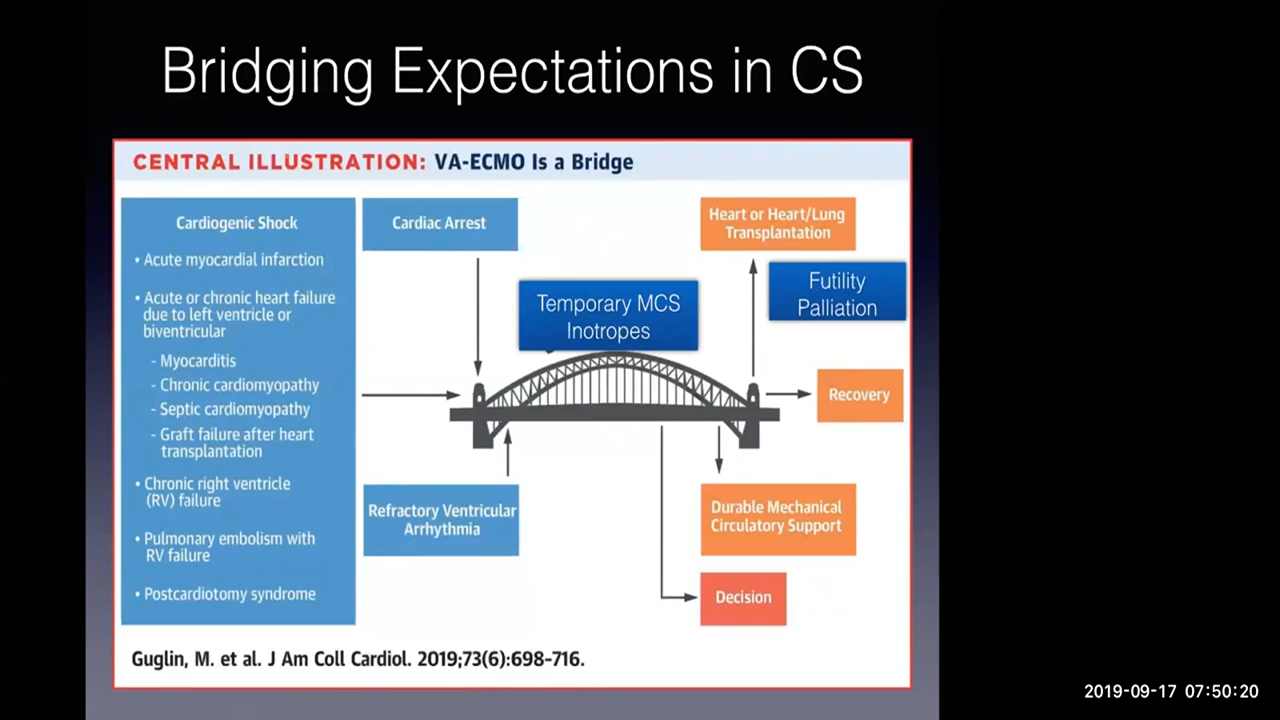 Bridging Expectations in CS
CENTRAL ILLUSTRATION: VA-ECMO Is a Bridge
Cardiogenic Shock
• Acute myocardial infarction
• Acute or chronic heart failure
due to left ventricle or
biventricular
- Myocarditis
- Chronic cardiomyopathy
- Septic cardiomyopathy
- Graft failure after heart
transplantation
• Chronic right ventricle
(RV) failure
• Pulmonary embolism with
RV failure
• Postcardiotomy syndrome
Cardiac Arrest
Temporary MCS
Inotropes
Refractory Ventricular
Arrhythmia
Heart or Heart/Lung
Transplantation
Futility
Palliation
Recovery
Durable Mechanical
Circulatory Support
Decision
Guglin, M. et al. J Am Coll Cardiol. 2019;73(6):698-716.
2019-09-17 07:50:20